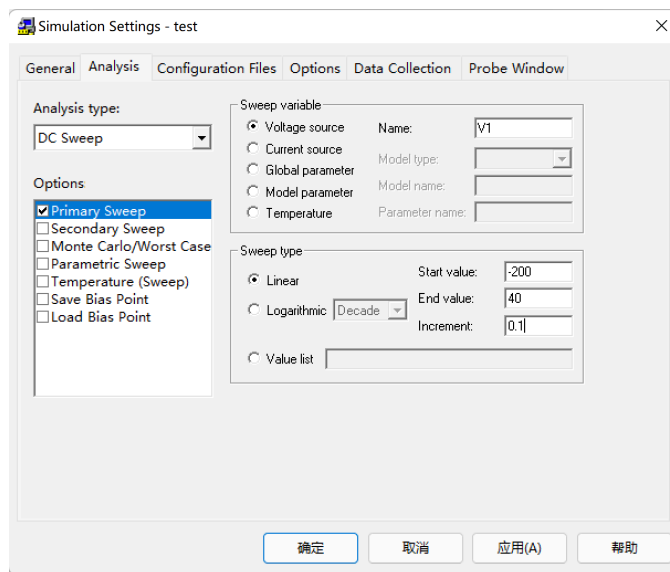 Simulation Settings - test
General Analysis Configuration Files Options Data Collection Probe Window
Analysis type:
DC Sweep
Options
Primary Sweep
Secondary Sweep
Monte Carlo/Worst Case
Parametric Sweep
Temperature (Sweep)
Save Bias Point
Load Bias Point
Sweep variable
Voltage source
Current source
Global parameter
Model parameter
Temperature
Name: V1
Model type:
Model name:
Parameter name:
Sweep type
Linear
Logarithmic Decade
Value list
Start value: -200
End value: 40
Increment: 0.1
确定 取消 应用(A) 帮助